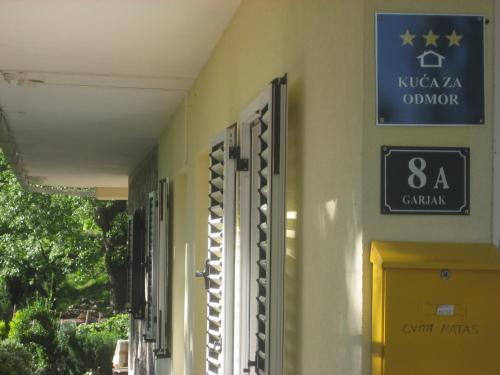 KUĆA ZA
ODMOR
8 A
GARJAK
CVITA MATAS